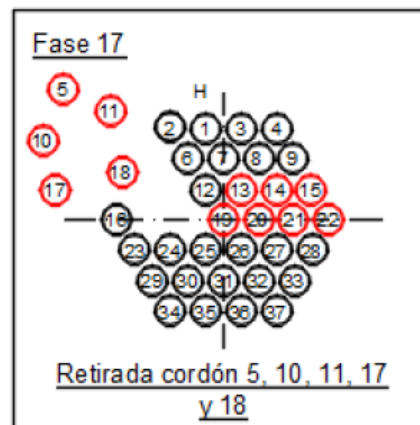 Fase 17
5
11
H
10
2 1 3 4
18
6 7 8 9
17
12 13 14 15
16 19 20 21 22
23 24 25 26 27 28
29 30 31 32 33
34 35 36 37
Retirada cordón 5, 10, 11, 17
y 18